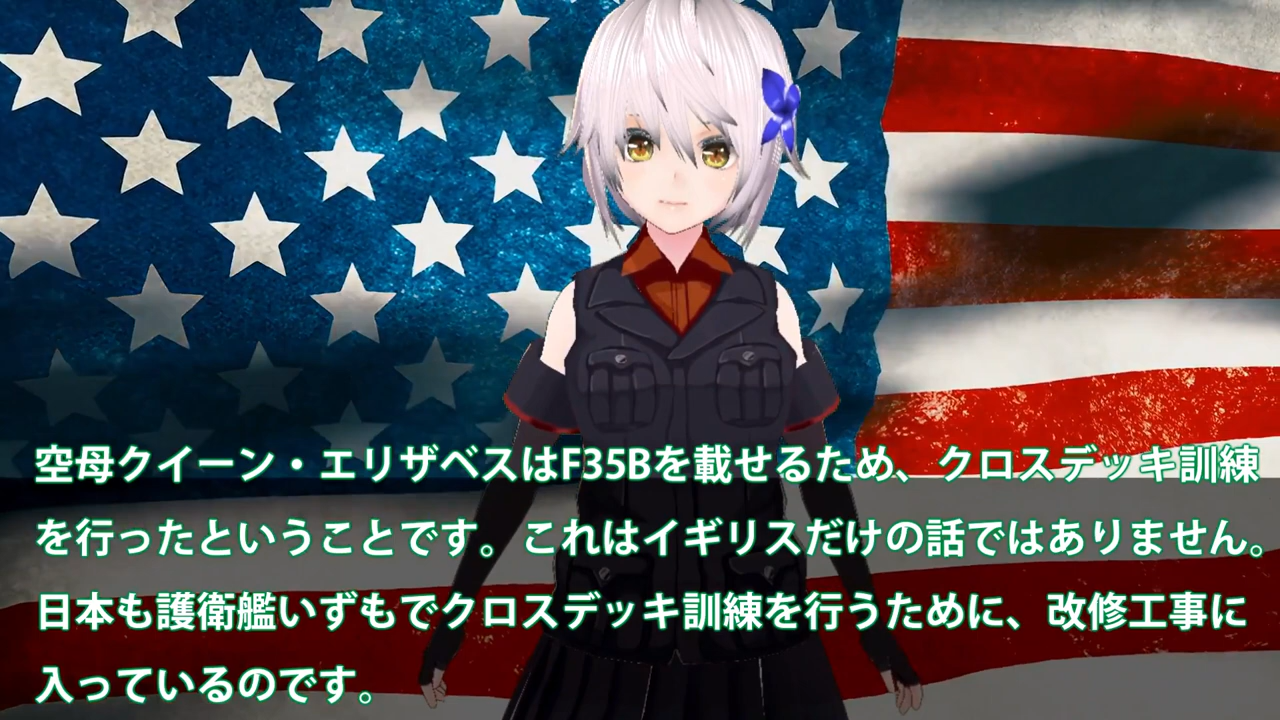 空母クイーン・エリザベスはF35Bを載せるため、クロスデッキ訓練
を行ったということです。これはイギリスだけの話ではありません。
日本も護衛艦いずもでクロスデッキ訓練を行うために、改修工事に
入っているのです。